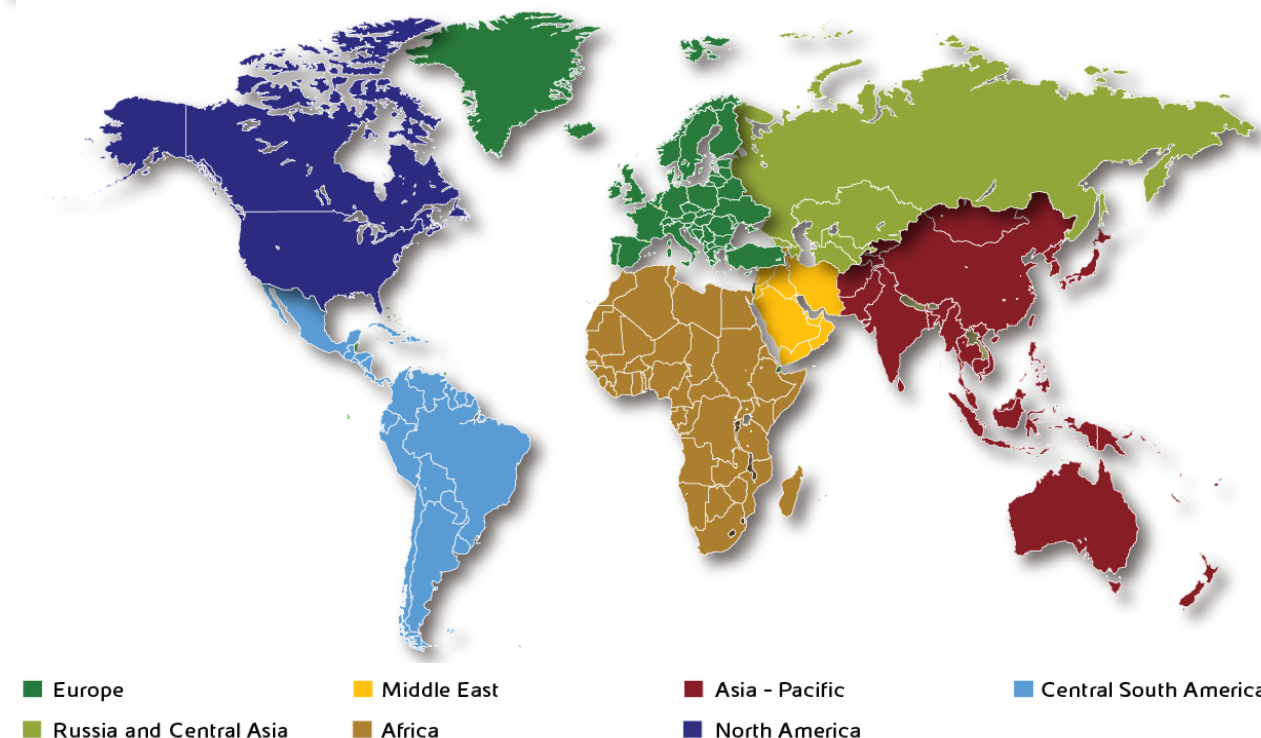 Europe
Middle East
Asia - Pacific
Central South America
Russia and Central Asia
Africa
North America